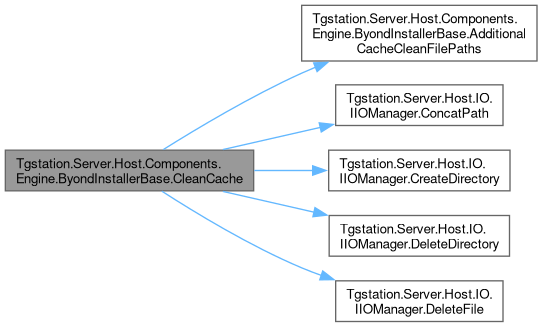 Tgstation.Server.Host.Components.
Engine.ByondInstallerBase.Additional
CacheCleanFilePaths
Tgstation.Server.Host.IO.
IIOManager.ConcatPath
Tgstation.Server.Host.Components.
Engine.ByondInstallerBase.CleanCache
Tgstation.Server.Host.IO.
IIOManager.CreateDirectory
Tgstation.Server.Host.IO.
IIOManager.DeleteDirectory
Tgstation.Server.Host.IO.
IIOManager.DeleteFile